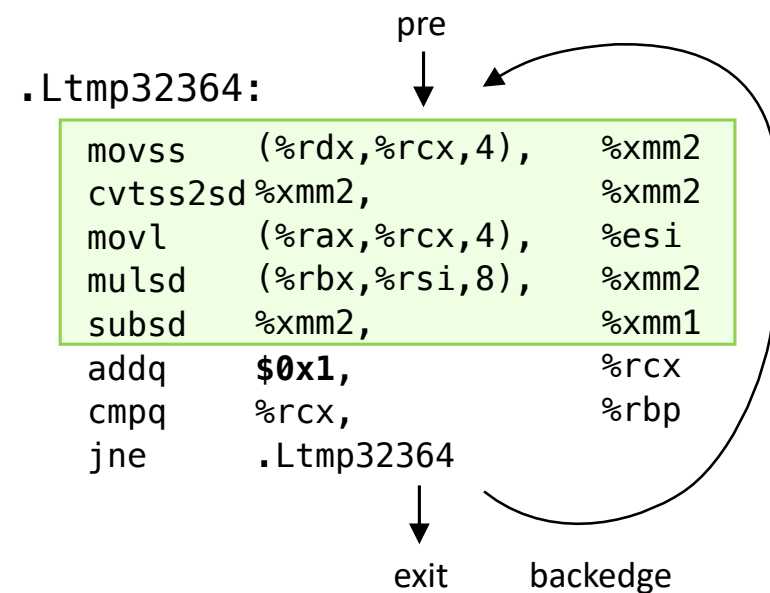 pre
.Ltmp32364:
movss (%rdx,%rcx,4), %xmm2
cvtss2sd %xmm2, %xmm2
movl (%rax,%rcx,4), %esi
mulsd (%rbx,%rsi,8), %xmm2
subsd %xmm2, %xmm1
addq $0x1, %rcx
cmpq %rcx, %rbp
jne .Ltmp32364
exit backedge